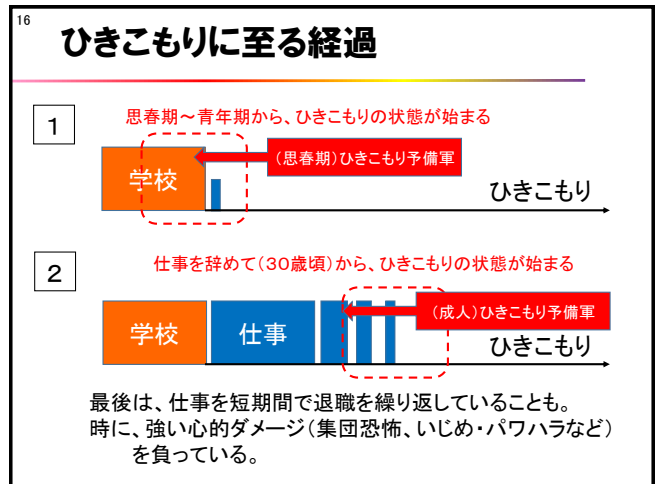 16
ひきこもりに至る経過
1
思春期～青年期から、ひきこもりの状態が始まる
(思春期)ひきこもり予備軍
学校
ひきこもり
2
仕事を辞めて(30歳頃)から、ひきこもりの状態が始まる
(成人)ひきこもり予備軍
学校
仕事
ひきこもり
最後は、仕事を短期間で退職を繰り返していることも。
時に、強い心的ダメージ(集団恐怖、いじめ・パワハラなど)
を負っている。